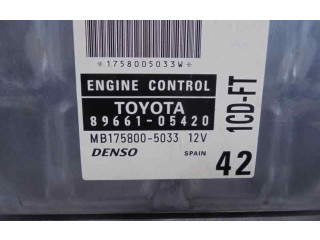 *1758005033W*
ENGINE CONTROL
TOYOTA
89661-05420
MB175800-5033 12V
DENSO SPAIN 42
1CD-FT